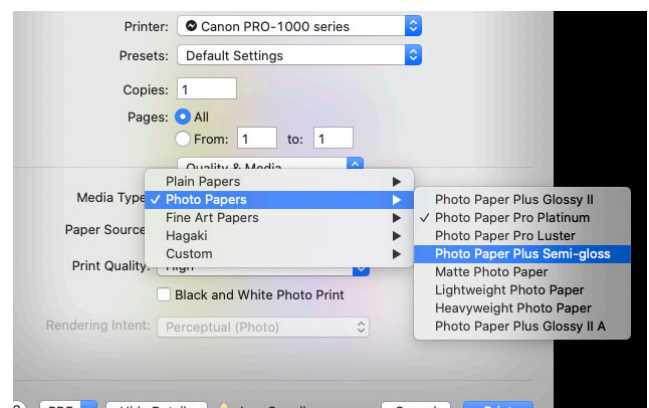 Printer: Canon PRO-1000 series
Presets: Default Settings
Copies: 1
Pages: All
From: 1 to: 1
Quality & Media
Media Type
Paper Source
Print Quality: High
Plain Papers
✓ Photo Papers
Fine Art Papers
Hagaki
Custom
Photo Paper Plus Glossy II
✓ Photo Paper Pro Platinum
Photo Paper Pro Luster
Photo Paper Plus Semi-gloss
Matte Photo Paper
Lightweight Photo Paper
Heavyweight Photo Paper
Photo Paper Plus Glossy II A
Black and White Photo Print
Rendering Intent: Perceptual (Photo)